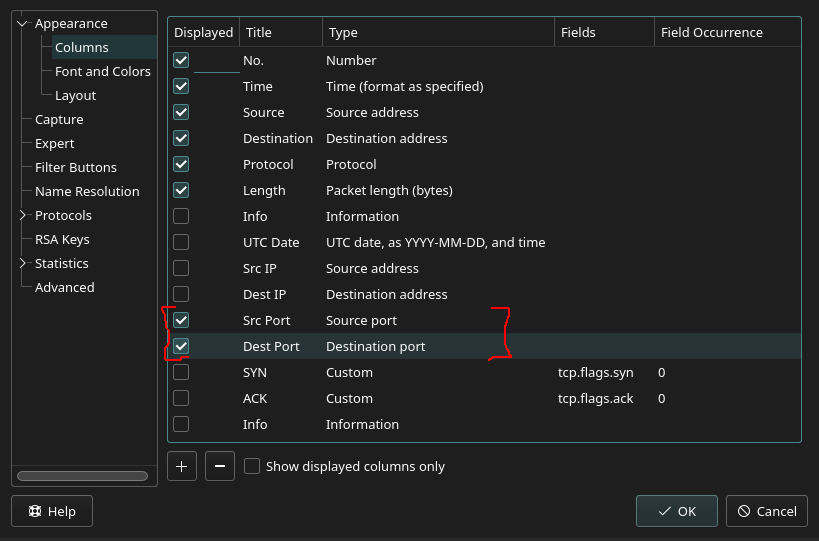 Appearance
Columns
Font and Colors
Layout
Capture
Expert
Filter Buttons
Name Resolution
Protocols
RSA Keys
Statistics
Advanced
Displayed Title Type Fields Field Occurrence
No. Number
Time Time (format as specified)
Source Source address
Destination Destination address
Protocol Protocol
Length Packet length (bytes)
Info Information
UTC Date UTC date, as YYYY-MM-DD, and time
Src IP Source address
Dest IP Destination address
Src Port Source port
Dest Port Destination port
SYN Custom tcp.flags.syn 0
ACK Custom tcp.flags.ack 0
Info Information
Show displayed columns only
Help OK Cancel